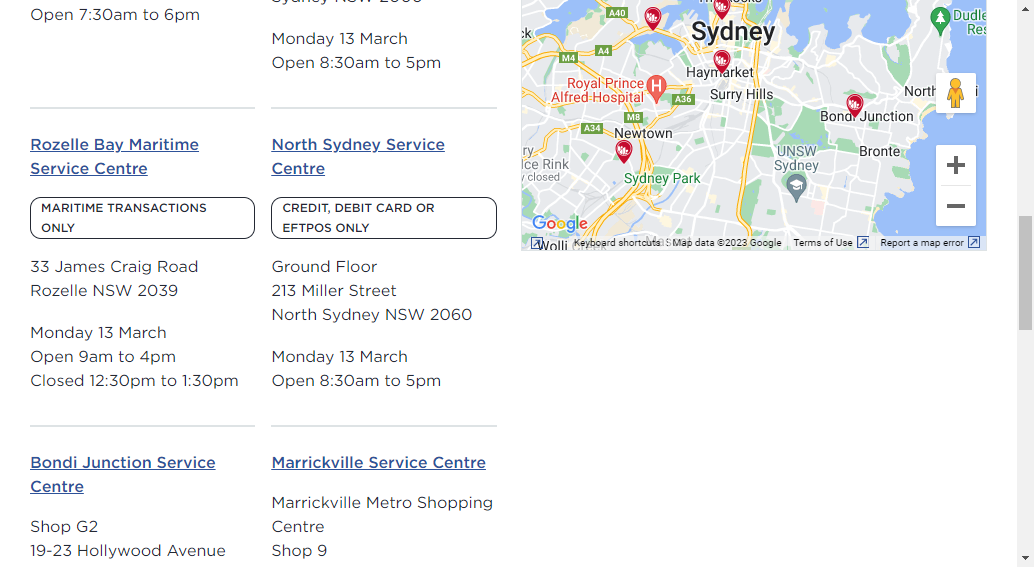 Open 7:30am to 6pm
Monday 13 March
Open 8:30am to 5pm
Rozelle Bay Maritime
Service Centre
MARITIME TRANSACTIONS
ONLY
33 James Craig Road
Rozelle NSW 2039
Monday 13 March
Open 9am to 4pm
Closed 12:30pm to 1:30pm
North Sydney Service
Centre
CREDIT, DEBIT CARD OR
EFTPOS ONLY
Ground Floor
213 Miller Street
North Sydney NSW 2060
Monday 13 March
Open 8:30am to 5pm
Bondi Junction Service
Centre
Shop G2
19-23 Hollywood Avenue
Marrickville Service Centre
Marrickville Metro Shopping
Centre
Shop 9
A40
Sydney
A4
M4
Haymarket
Royal Prince
Alfred Hospital
H
A36
Surry Hills
M8
Bondi Junction
A34
Newtown
UNSW
Sydney
Bronte
Ice Rink
closed
Sydney Park
Google
Wolli
Keyboard shortcuts
Map data ©2023 Google
Terms of Use
Report a map error